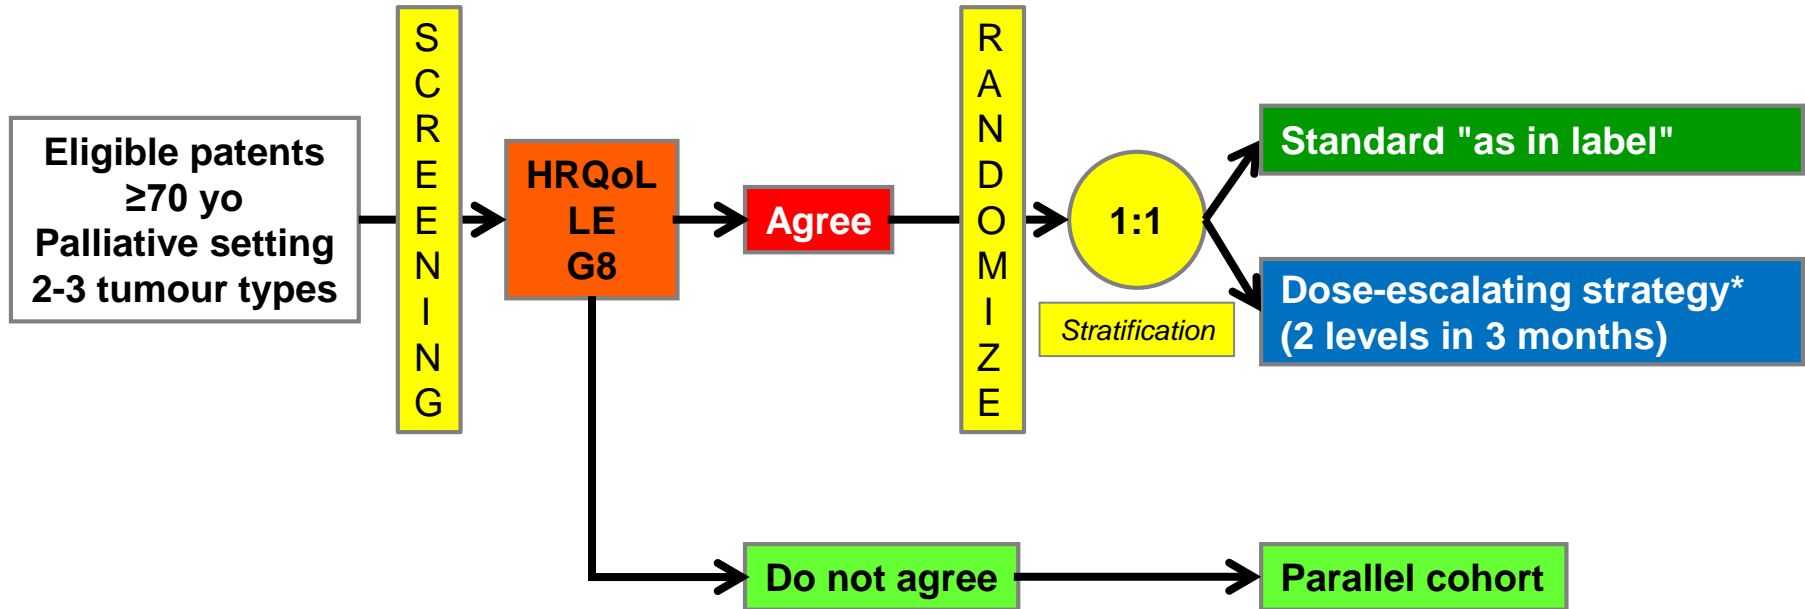 Eligible patents
≥70 yo
Palliative setting
2-3 tumour types
SCREENING
HRQoL
LE
G8
Agree
RANDOMIZE
1:1
Stratification
Standard "as in label"
Dose-escalating strategy*
(2 levels in 3 months)
Do not agree
Parallel cohort